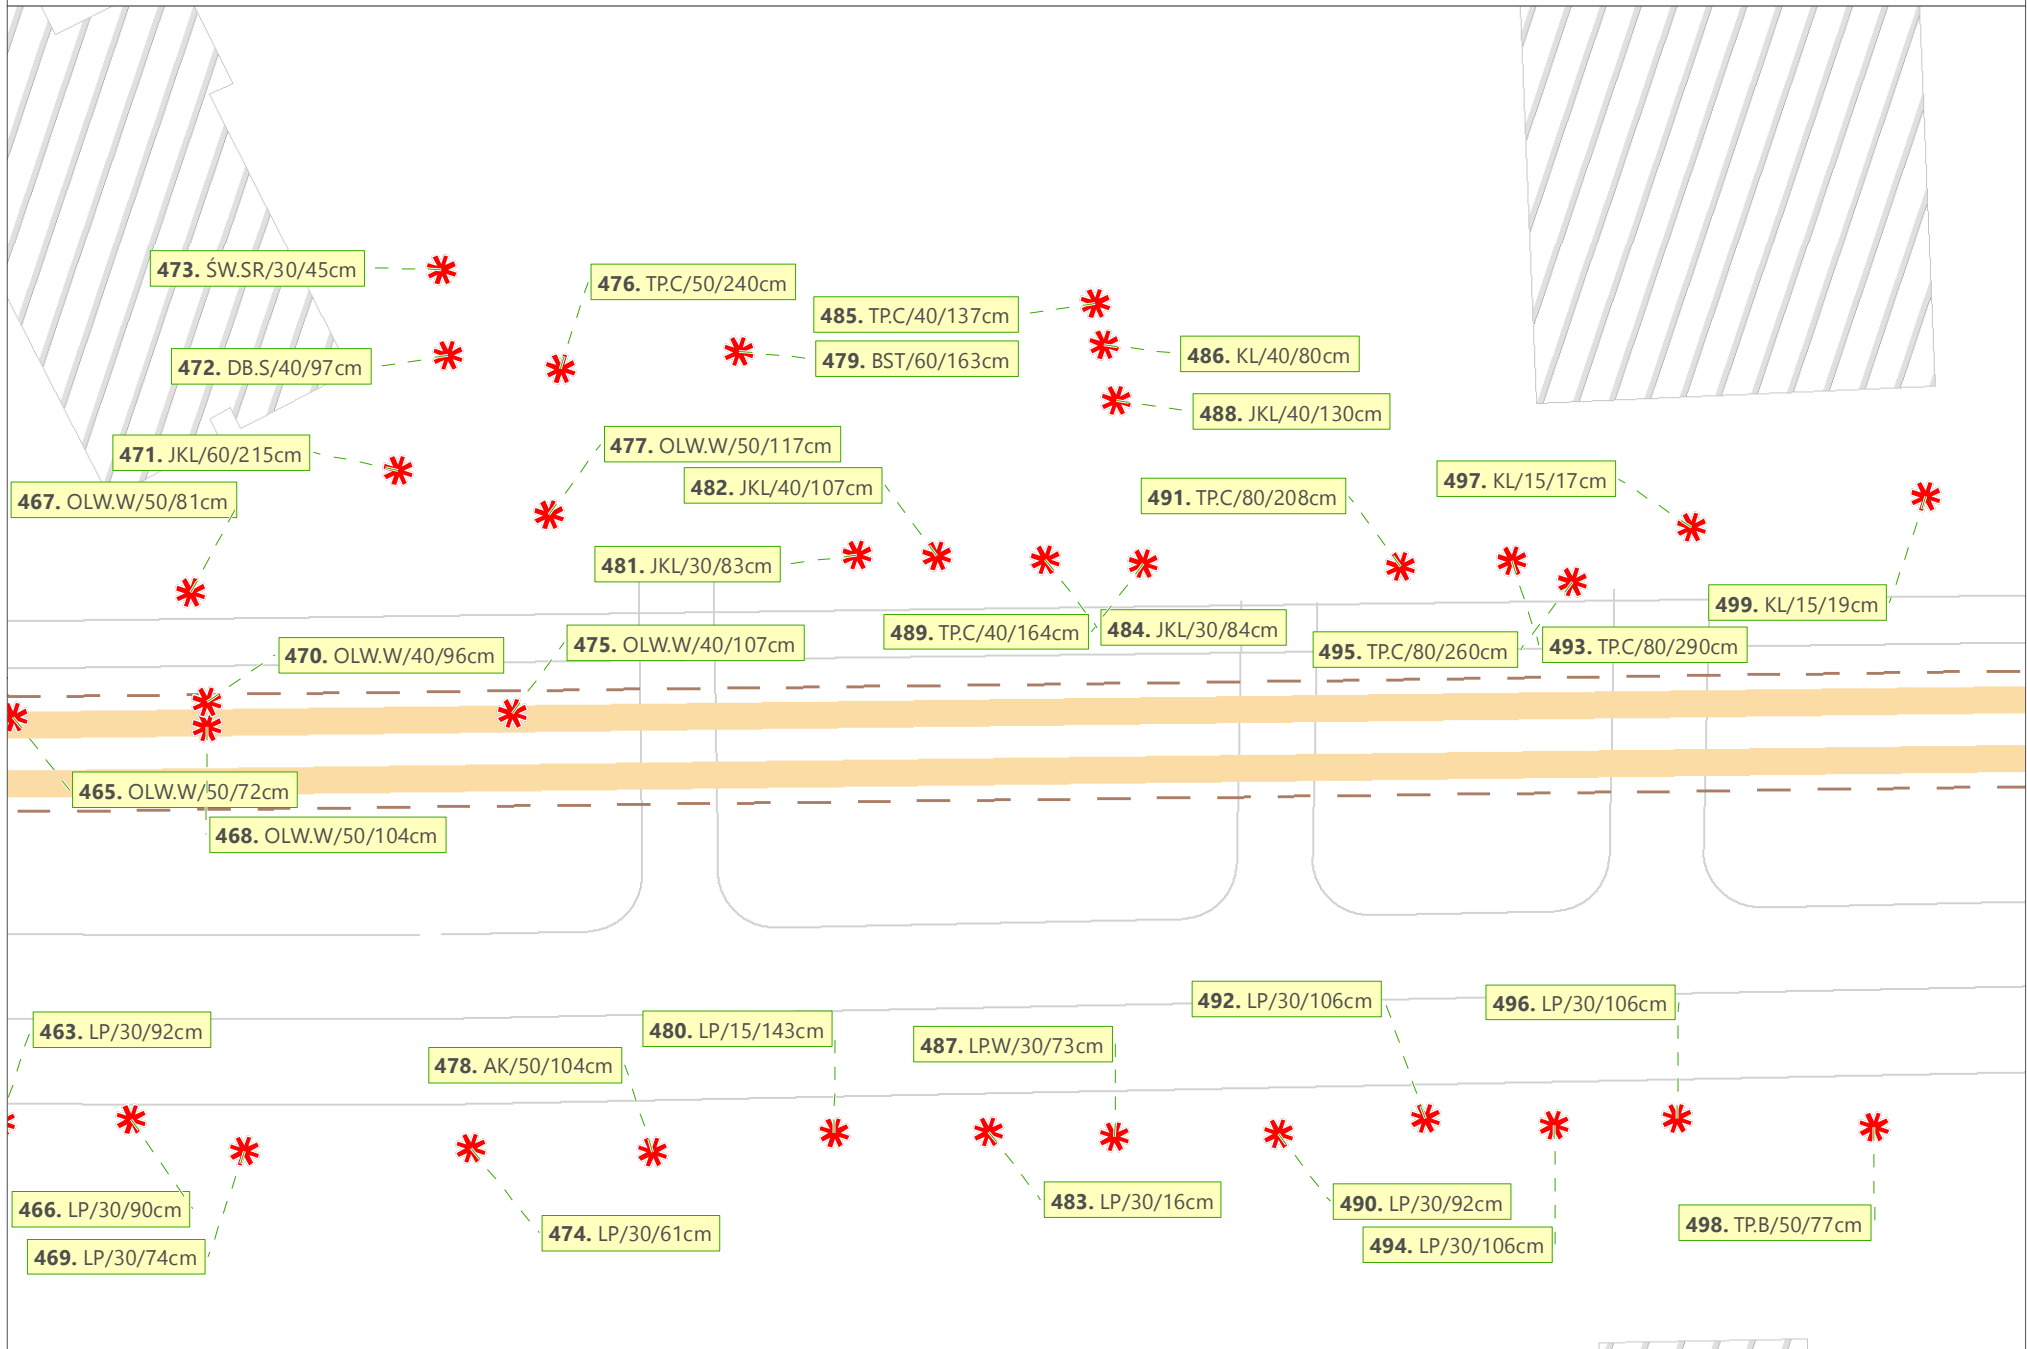 473. ŚW.SR/30/45cm
476. TP.C/50/240cm
485. TP.C/40/137cm
479. BST/60/163cm
486. KL/40/80cm
472. DB.S/40/97cm
488. JKL/40/130cm
471. JKL/60/215cm
477. OLW.W/50/117cm
482. JKL/40/107cm
497. KL/15/17cm
467. OLW.W/50/81cm
491. TP.C/80/208cm
481. JKL/30/83cm
499. KL/15/19cm
489. TP.C/40/164cm
484. JKL/30/84cm
475. OLW.W/40/107cm
495. TP.C/80/260cm
493. TP.C/80/290cm
470. OLW.W/40/96cm
465. OLW.W/50/72cm
468. OLW.W/50/104cm
492. LP/30/106cm
496. LP/30/106cm
463. LP/30/92cm
480. LP/15/143cm
487. LP.W/30/73cm
478. AK/50/104cm
466. LP/30/90cm
483. LP/30/16cm
490. LP/30/92cm
474. LP/30/61cm
498. TP.B/50/77cm
494. LP/30/106cm
469. LP/30/74cm